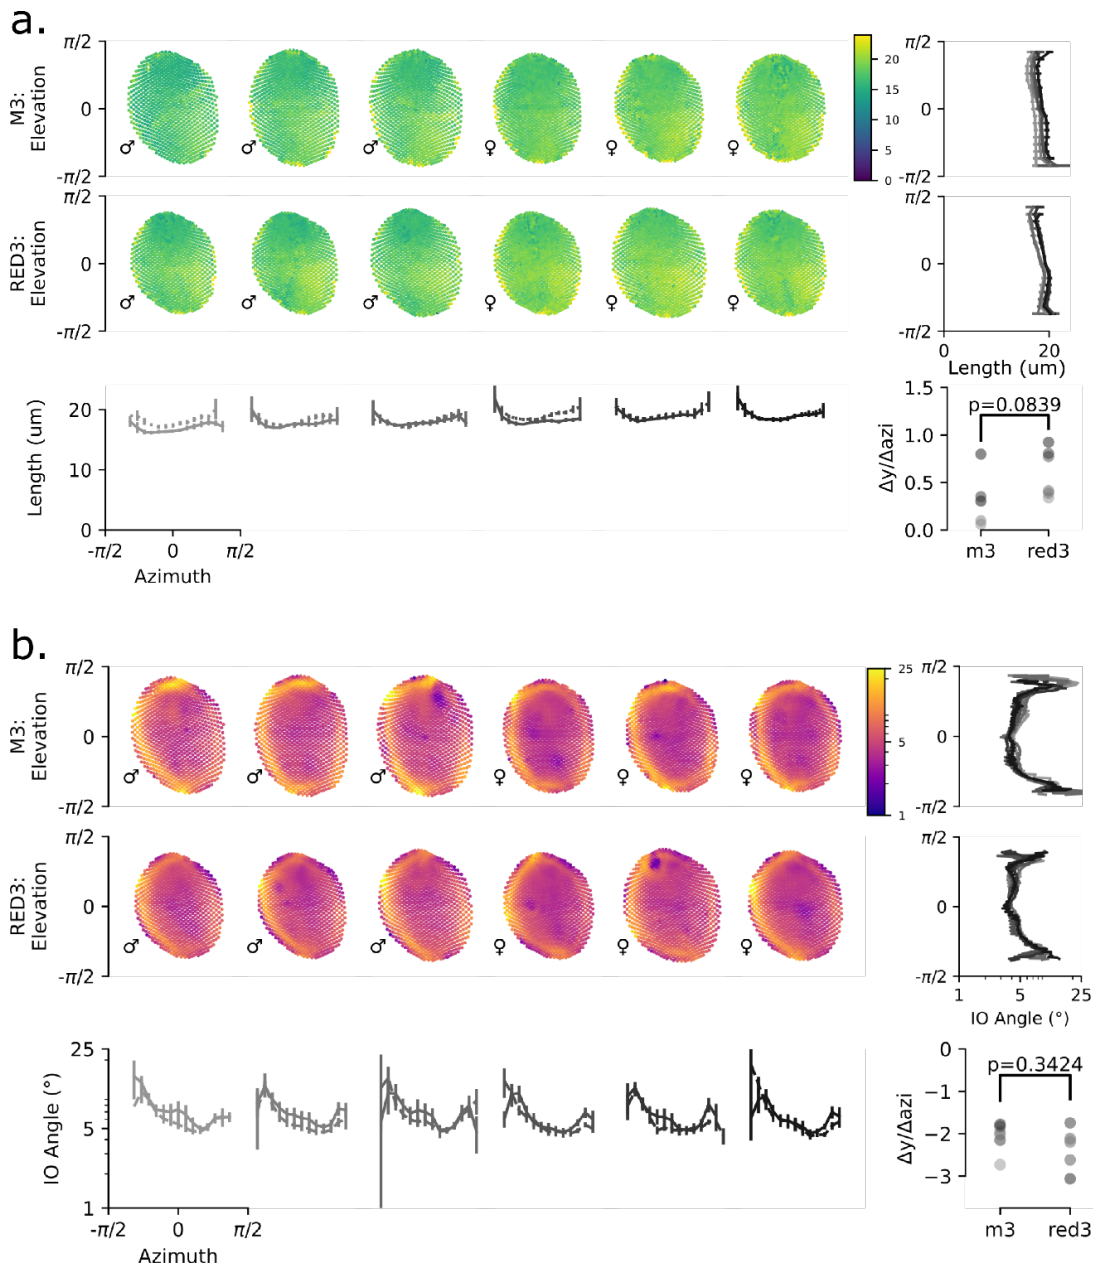 a.
M3:
Elevation
π/2
0
-π/2
♂ ♂ ♂ ♀ ♀ ♀
20
15
10
5
0
π/2
0
-π/2
RED3:
Elevation
π/2
0
-π/2
♂ ♂ ♂ ♀ ♀ ♀
π/2
0
-π/2
0 20
Length (um)
Length (um)
20
10
0
-π/2 0 π/2
Azimuth
Δy/Δazi
1.5
1.0
0.5
0.0
p=0.0839
m3 red3
b.
M3:
Elevation
π/2
0
-π/2
♂ ♂ ♂ ♀ ♀ ♀
25
5
1
π/2
0
-π/2
RED3:
Elevation
π/2
0
-π/2
♂ ♂ ♂ ♀ ♀ ♀
π/2
0
-π/2
1 5 25
IO Angle (°)
IO Angle (°)
25
5
1
-π/2 0 π/2
Azimuth
Δy/Δazi
0
−1
−2
−3
p=0.3424
m3 red3